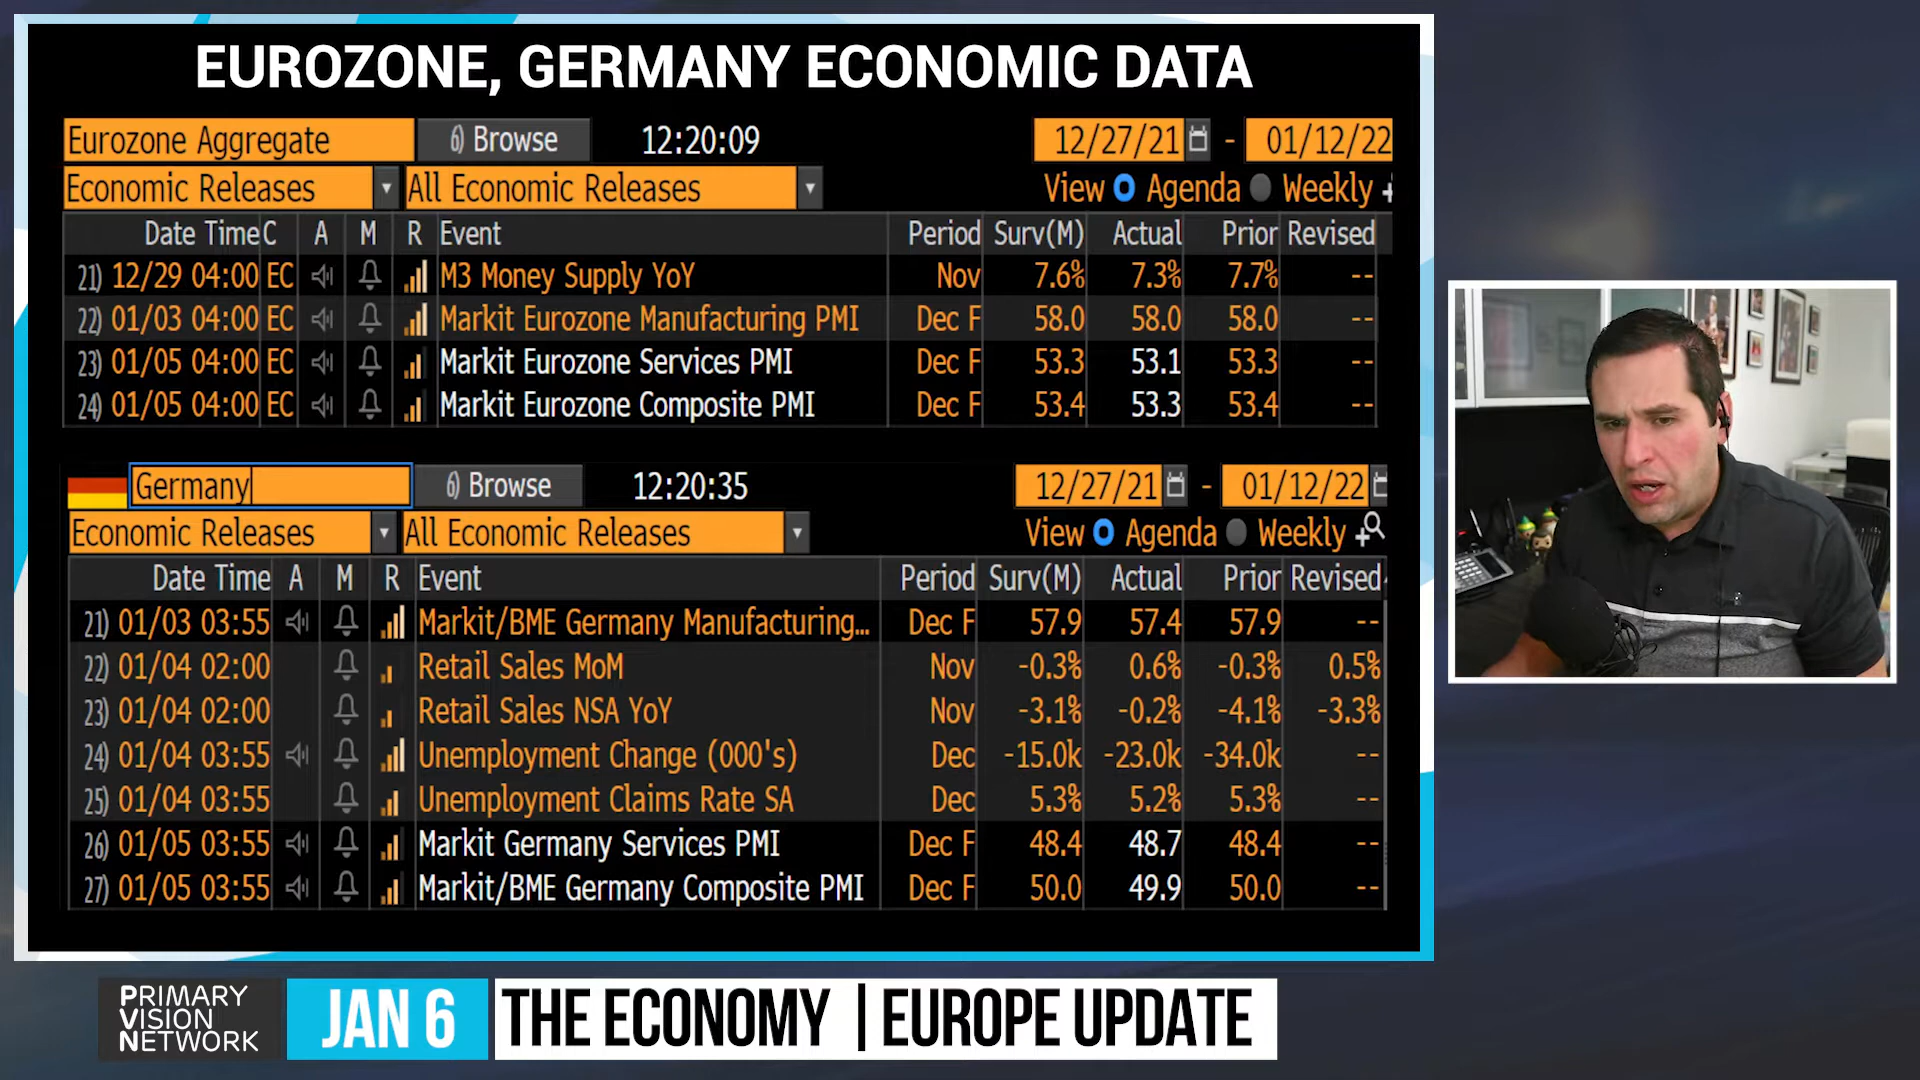 EUROZONE, GERMANY ECONOMIC DATA
Eurozone Aggregate 6) Browse 12:20:09 12/27/21 - 01/12/22
Economic Releases All Economic Releases View Agenda Weekly
Date Time C A M R Event Period Surv(M) Actual Prior Revised
21) 12/29 04:00 EC M3 Money Supply YoY Nov 7.6% 7.3% 7.7% --
22) 01/03 04:00 EC Markit Eurozone Manufacturing PMI Dec F 58.0 58.0 58.0 --
23) 01/05 04:00 EC Markit Eurozone Services PMI Dec F 53.3 53.1 53.3 --
24) 01/05 04:00 EC Markit Eurozone Composite PMI Dec F 53.4 53.3 53.4 --
Germany 6) Browse 12:20:35 12/27/21 - 01/12/22
Economic Releases All Economic Releases View Agenda Weekly
Date Time A M R Event Period Surv(M) Actual Prior Revised
21) 01/03 03:55 Markit/BME Germany Manufacturing... Dec F 57.9 57.4 57.9 --
22) 01/04 02:00 Retail Sales MoM Nov -0.3% 0.6% -0.3% 0.5%
23) 01/04 02:00 Retail Sales NSA YoY Nov -3.1% -0.2% -4.1% -3.3%
24) 01/04 03:55 Unemployment Change (000's) Dec -15.0k -23.0k -34.0k --
25) 01/04 03:55 Unemployment Claims Rate SA Dec 5.3% 5.2% 5.3% --
26) 01/05 03:55 Markit Germany Services PMI Dec F 48.4 48.7 48.4 --
27) 01/05 03:55 Markit/BME Germany Composite PMI Dec F 50.0 49.9 50.0 --
PRIMARY
VISION
NETWORK
JAN 6 THE ECONOMY | EUROPE UPDATE